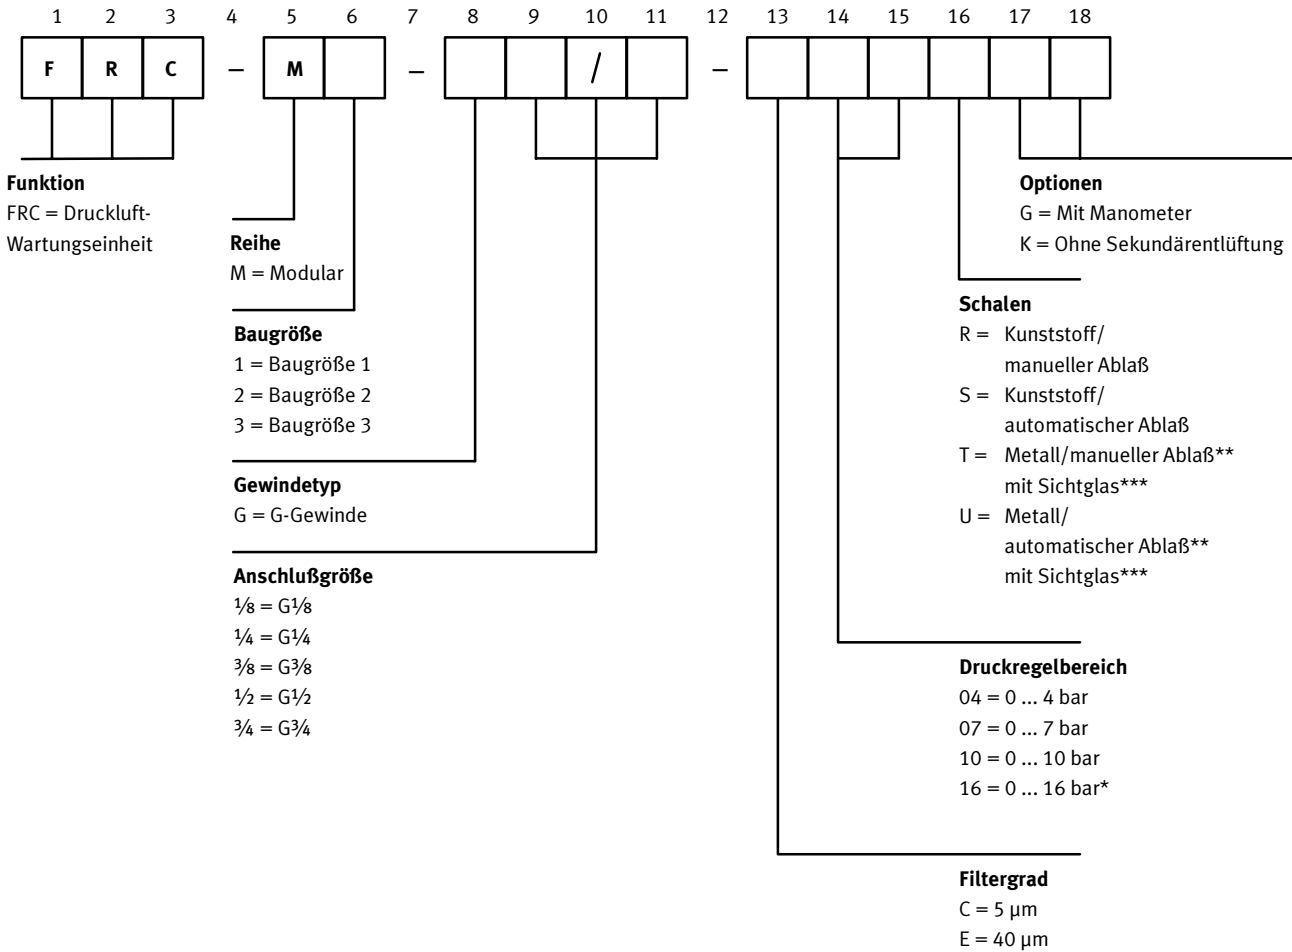 1 2 3 4 5 6 7 8 9 10 11 12 13 14 15 16 17 18
F R C – M – / –
Funktion
FRC = Druckluft-
Wartungseinheit
Reihe
M = Modular
Baugröße
1 = Baugröße 1
2 = Baugröße 2
3 = Baugröße 3
Gewindetyp
G = G-Gewinde
Anschlußgröße
⅛ = G⅛
¼ = G¼
⅜ = G⅜
½ = G½
¾ = G¾
Optionen
G = Mit Manometer
K = Ohne Sekundärentlüftung
Schalen
R = Kunststoff/
manueller Ablaß
S = Kunststoff/
automatischer Ablaß
T = Metall/manueller Ablaß**
mit Sichtglas***
U = Metall/
automatischer Ablaß**
mit Sichtglas***
Druckregelbereich
04 = 0 ... 4 bar
07 = 0 ... 7 bar
10 = 0 ... 10 bar
16 = 0 ... 16 bar*
Filtergrad
C = 5 µm
E = 40 µm